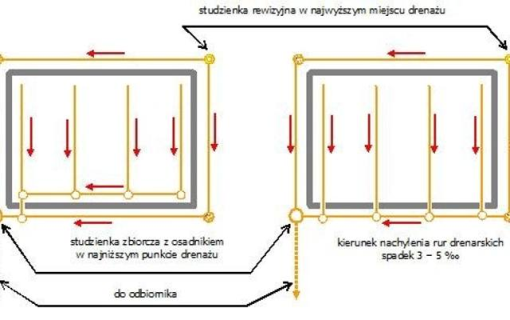 studzienka rewizyjna w najwyższym miejscu drenażu
studzienka zbiorcza z osadnikiem
w najniższym punkcie drenażu
kierunek nachylenia rur drenarskich
spadek 3 – 5 ‰
do odbiornika